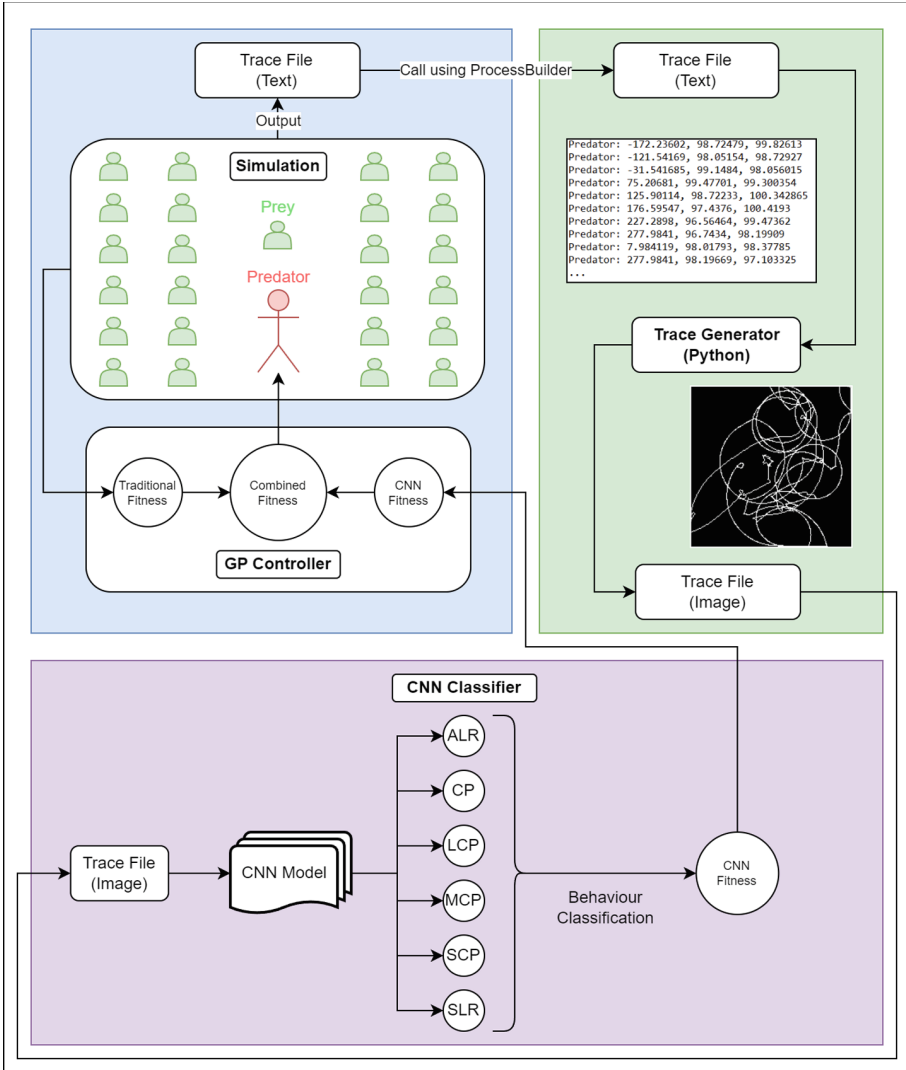 Trace File
(Text)
Call using ProcessBuilder
Trace File
(Text)
Output
Simulation
Prey
Predator
Predator: -172.23602, 98.72479, 99.82613
Predator: -121.54169, 98.05154, 98.72927
Predator: -31.541685, 99.1484, 98.056015
Predator: 75.20681, 99.47701, 99.300354
Predator: 125.90114, 98.72233, 100.342865
Predator: 176.59547, 97.4376, 100.4193
Predator: 227.2898, 96.56464, 99.47362
Predator: 277.9841, 96.7434, 98.19909
Predator: 7.984119, 98.01793, 98.37785
Predator: 277.9841, 98.19669, 97.103325
...
Trace Generator
(Python)
Traditional
Fitness
Combined
Fitness
CNN
Fitness
GP Controller
Trace File
(Image)
CNN Classifier
ALR
CP
LCP
MCP
SCP
SLR
Trace File
(Image)
CNN Model
Behaviour
Classification
CNN
Fitness